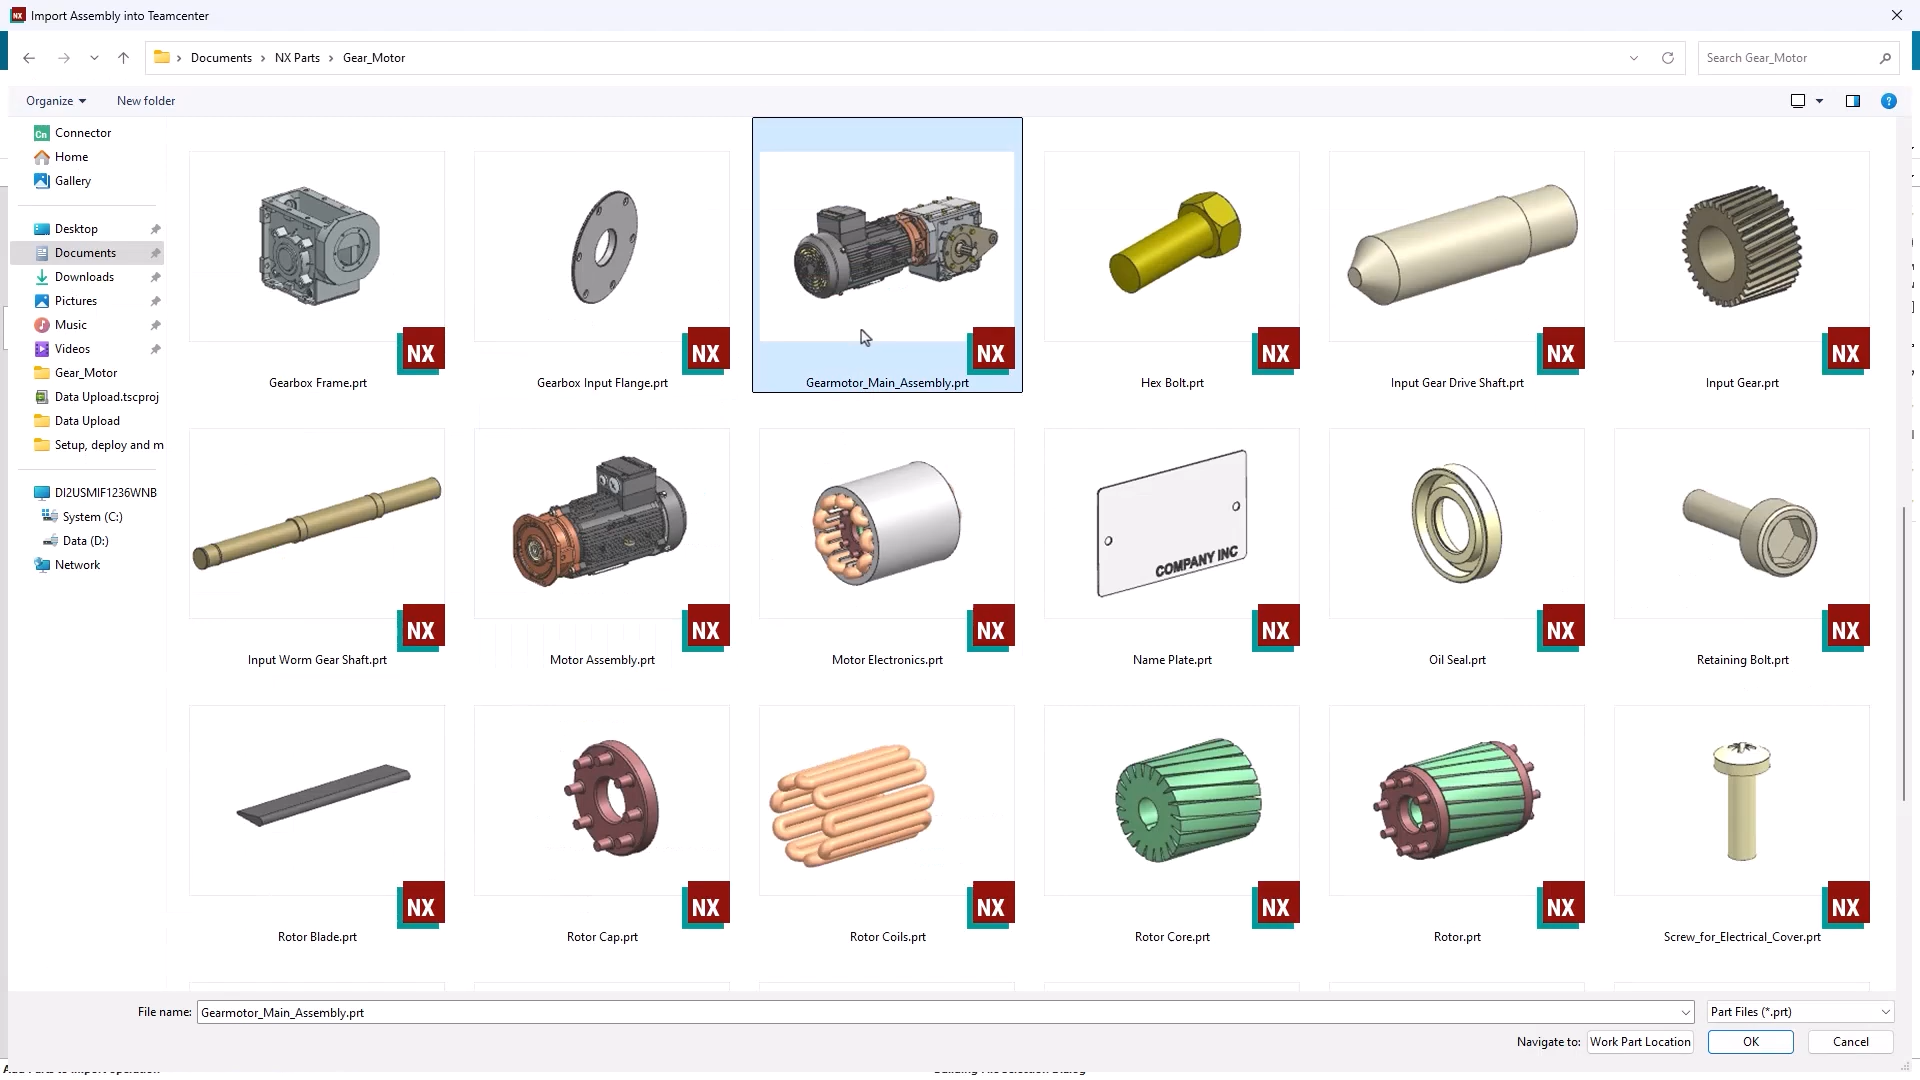 NX Import Assembly into Teamcenter
Documents > NX Parts > Gear_Motor
Search Gear_Motor
Organize
New folder
Cn Connector
Home
Gallery
Desktop
Documents
Downloads
Pictures
Music
Videos
Gear_Motor
Data Upload.tscproj
Data Upload
Setup, deploy and m
DI2USMIF1236WNB
System (C:)
Data (D:)
Network
NX
NX
NX
NX
NX
NX
Gearbox Frame.prt
Gearbox Input Flange.prt
Gearmotor_Main_Assembly.prt
Hex Bolt.prt
Input Gear Drive Shaft.prt
Input Gear.prt
COMPANY INC
NX
NX
NX
NX
NX
NX
Input Worm Gear Shaft.prt
Motor Assembly.prt
Motor Electronics.prt
Name Plate.prt
Oil Seal.prt
Retaining Bolt.prt
NX
NX
NX
NX
NX
NX
Rotor Blade.prt
Rotor Cap.prt
Rotor Coils.prt
Rotor Core.prt
Rotor.prt
Screw_for_Electrical_Cover.prt
File name: Gearmotor_Main_Assembly.prt
Part Files (*.prt)
Navigate to: Work Part Location
OK
Cancel